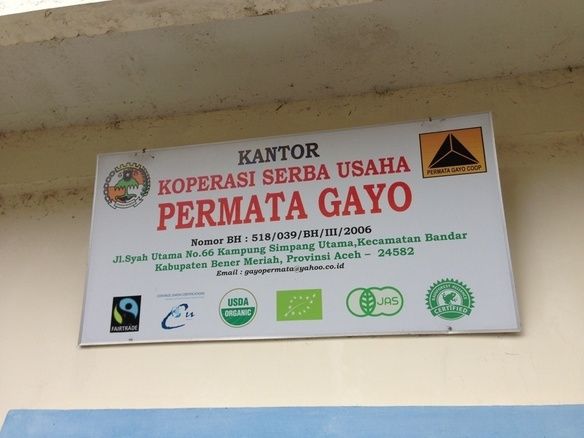 KANTOR
KOPERASI SERBA USAHA
PERMATA GAYO
PERMATA GAYO COOP
Nomor BH : 518/039/BH/III/2006
Jl.Syah Utama No.66 Kampung Simpang Utama,Kecamatan Bandar
Kabupaten Bener Meriah, Provinsi Aceh – 24582
Email : gayopermata@yahoo.co.id
FAIRTRADE
Cu
USDA
ORGANIC
JAS
CERTIFIED